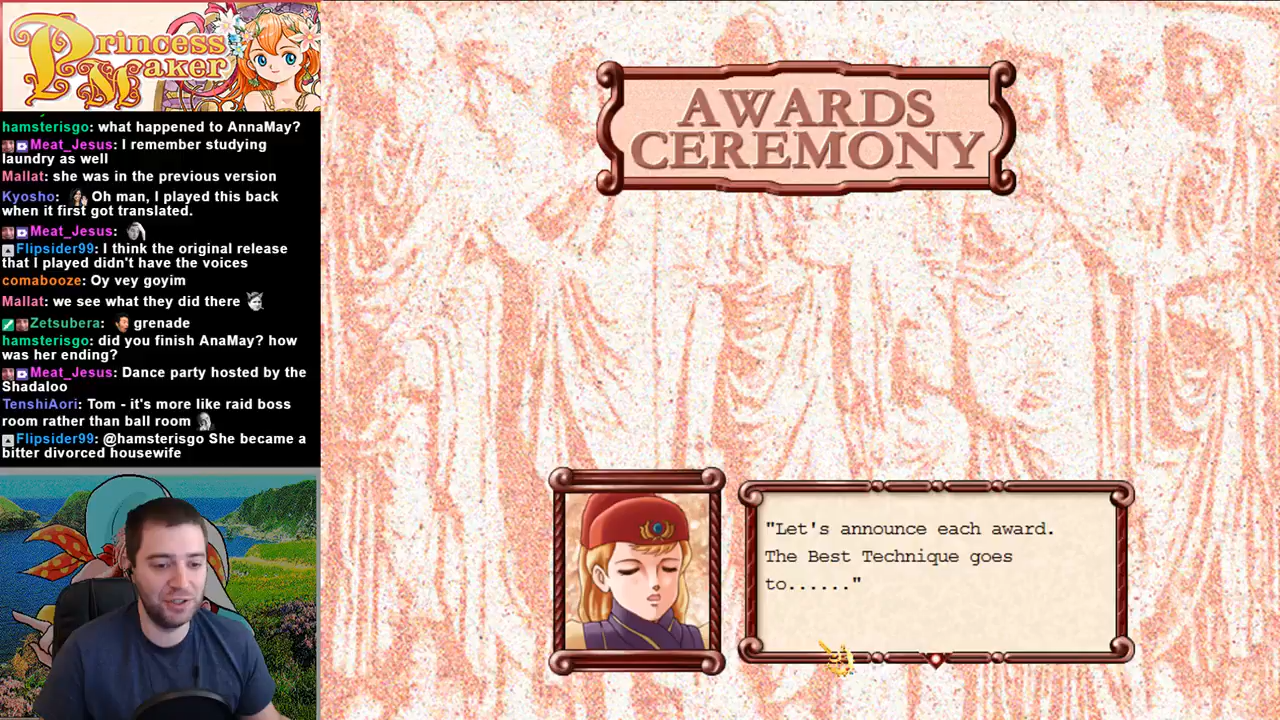 Princess
Maker
hamsterisgo: what happened to AnnaMay?
Meat_Jesus: I remember studying
laundry as well
Mallat: she was in the previous version
Kyosho: Oh man, I played this back
when it first got translated.
Meat_Jesus:
Flipsider99: I think the original release
that I played didn't have the voices
comabooze: Oy vey goyim
Mallat: we see what they did there
Zetsubera: grenade
hamsterisgo: did you finish AnaMay? how
was her ending?
Meat_Jesus: Dance party hosted by the
Shadaloo
TenshiAori: Tom - it's more like raid boss
room rather than ball room
Flipsider99: @hamsterisgo She became a
bitter divorced housewife
AWARDS
CEREMONY
"Let's announce each award.
The Best Technique goes
to......"